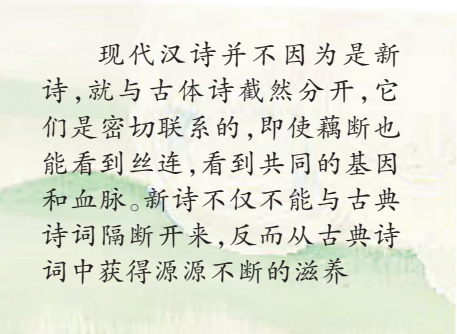 现代汉诗并不因为是新
诗,就与古体诗截然分开,它
们是密切联系的,即使藕断也
能看到丝连,看到共同的基因
和血脉。新诗不仅不能与古典
诗词隔断开来,反而从古典诗
词中获得源源不断的滋养